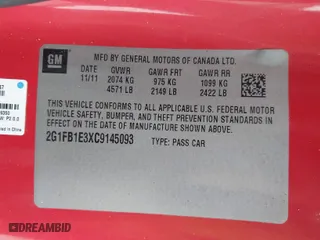 GM
MFD BY GENERAL MOTORS OF CANADA LTD.
DATE GVWR GAWR FRT GAWR RR
11/11 2074 KG 975 KG 1099 KG
4571 LB 2149 LB 2422 LB
THIS VEHICLE CONFORMS TO ALL APPLICABLE U.S. FEDERAL MOTOR
VEHICLE SAFETY, BUMPER, AND THEFT PREVENTION STANDARDS
IN EFFECT ON THE DATE OF MANUFACTURE SHOWN ABOVE.
2G1FB1E3XC9145093
TYPE: PASS CAR